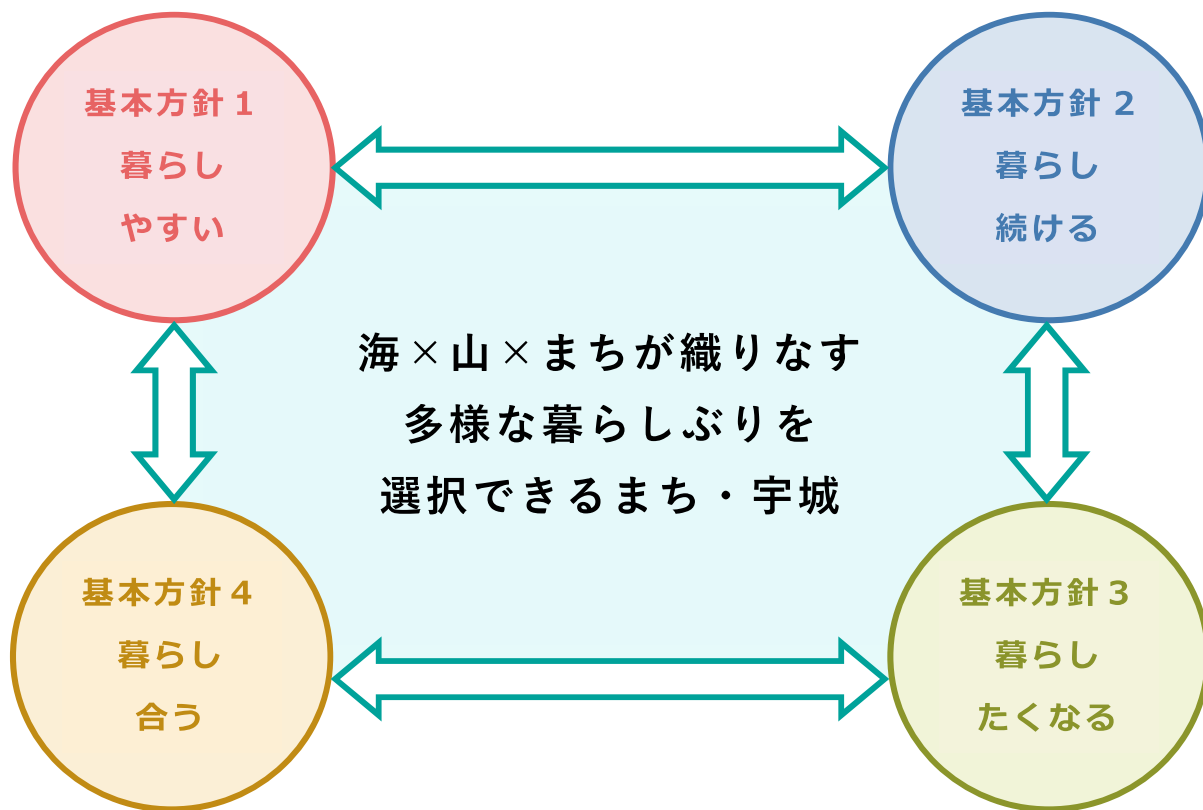 基本方針１
暮らし
やすい
基本方針２
暮らし
続ける
海×山×まちが織りなす
多様な暮らしぶりを
選択できるまち・宇城
基本方針４
暮らし
合う
基本方針３
暮らし
たくなる